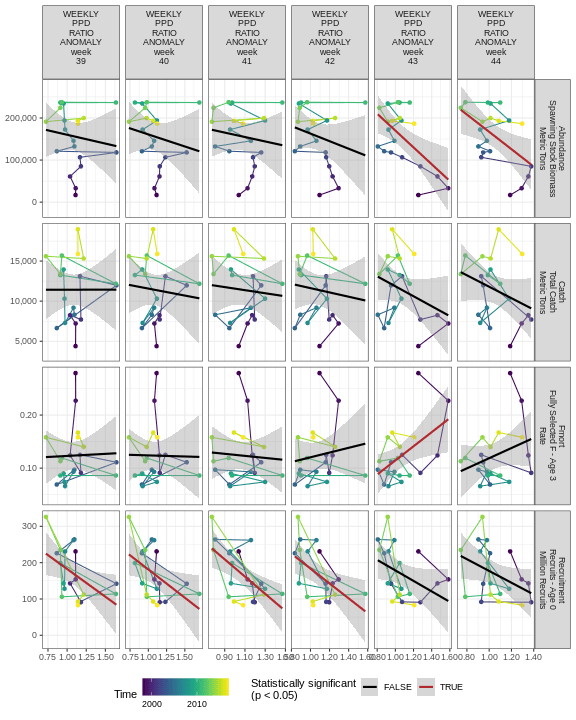 WEEKLY
PPD
RATIO
ANOMALY
week
39
WEEKLY
PPD
RATIO
ANOMALY
week
40
WEEKLY
PPD
RATIO
ANOMALY
week
41
WEEKLY
PPD
RATIO
ANOMALY
week
42
WEEKLY
PPD
RATIO
ANOMALY
week
43
WEEKLY
PPD
RATIO
ANOMALY
week
44
200,000
100,000
0
Abundance
Spawning Stock Biomass
Metric Tons
15,000
10,000
5,000
Catch
Total Catch
Metric Tons
0.20
0.10
Fmort
Fully Selected F - Age 3
Rate
300
200
100
0
Recruitment
Recruits - Age 0
Million Recruits
0.75 1.00 1.25 1.50
0.75 1.00 1.25 1.50
0.90 1.10 1.30
1.00 1.20 1.40
1.00 1.20 1.40
0.80 1.00 1.20 1.40
Time
2000 2010
Statistically significant
(p < 0.05)
FALSE
TRUE